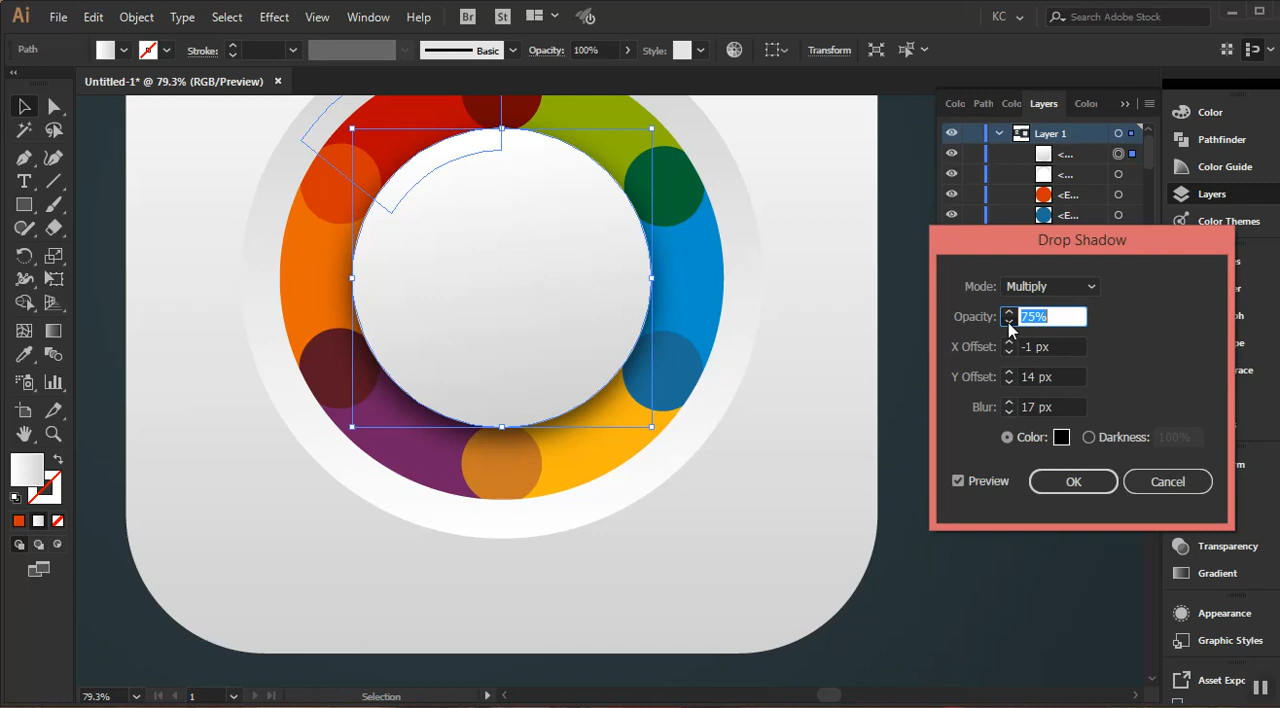 Ai File Edit Object Type Select Effect View Window Help Br St KC Search Adobe Stock
Path Stroke: Basic Opacity: 100% Style: Transform
Untitled-1* @ 79.3% (RGB/Preview)
Colo Path Colo Layers Color
Layer 1
<...
<...
<E...
<E...
Color
Pathfinder
Color Guide
Layers
Color Themes
Drop Shadow
Mode: Multiply
Opacity: 75%
X Offset: -1 px
Y Offset: 14 px
Blur: 17 px
Color: Darkness: 100%
Preview OK Cancel
Transparency
Gradient
Appearance
Graphic Styles
Asset Expo
79.3% 1 Selection